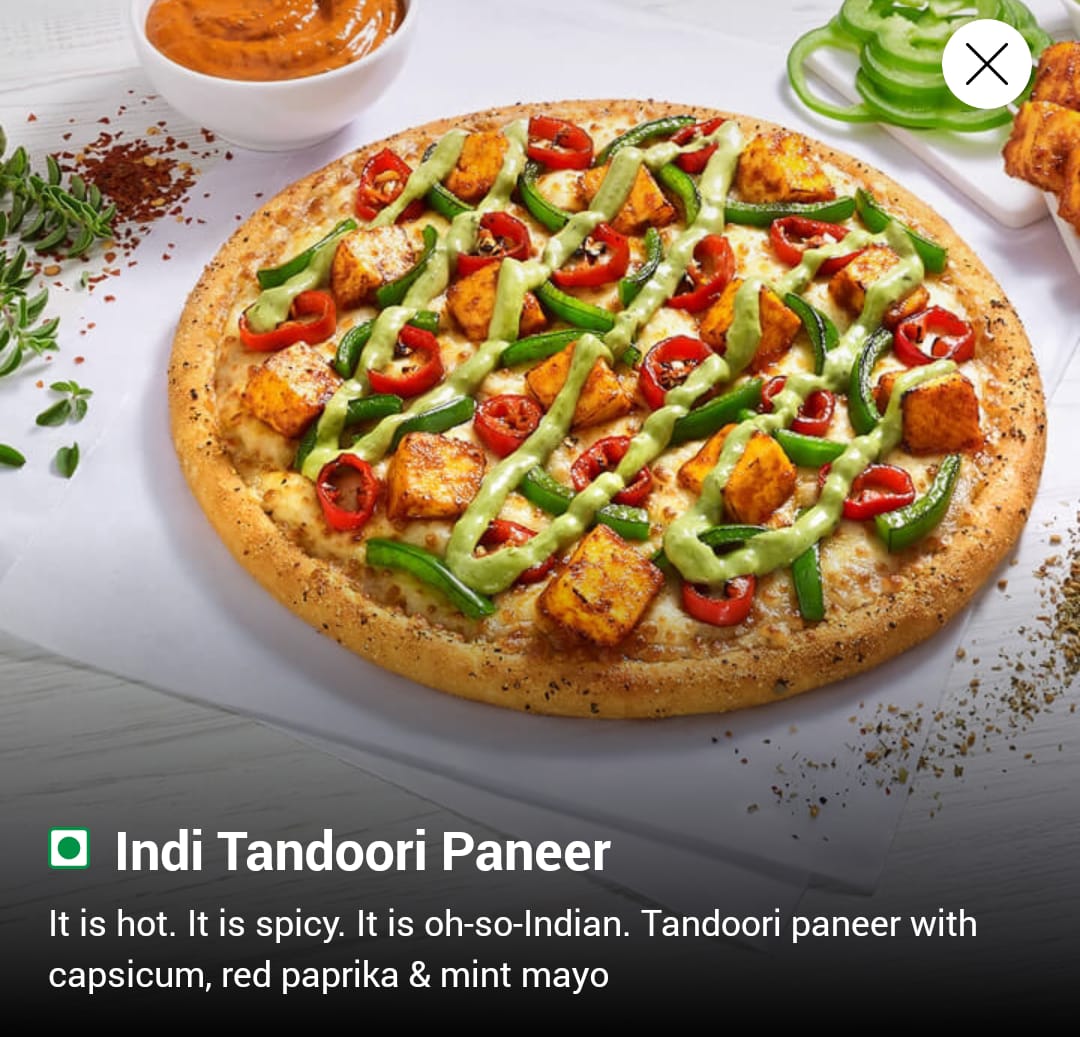 Indi Tandoori Paneer
It is hot. It is spicy. It is oh-so-Indian. Tandoori paneer with
capsicum, red paprika & mint mayo